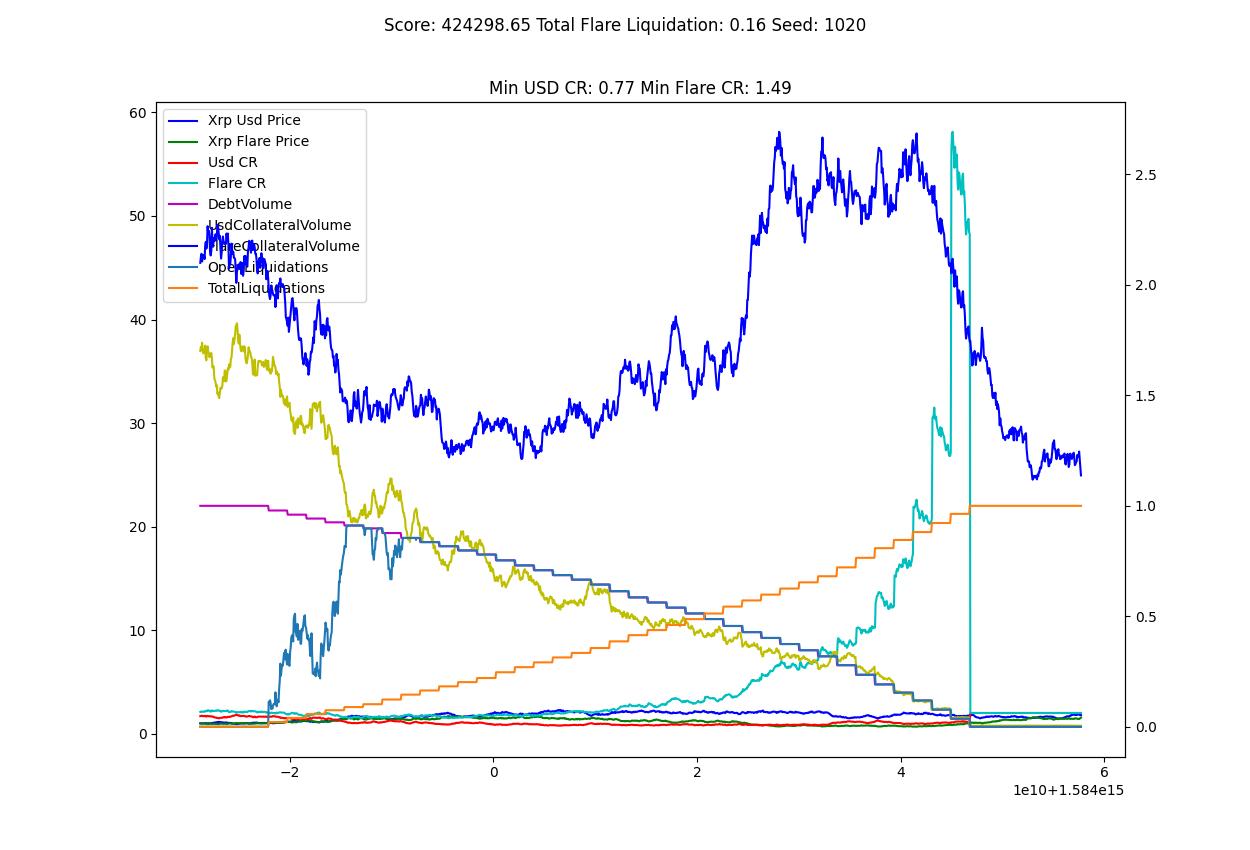 Score: 424298.65 Total Flare Liquidation: 0.16 Seed: 1020
Min USD CR: 0.77 Min Flare CR: 1.49
Xrp Usd Price
Xrp Flare Price
Usd CR
Flare CR
DebtVolume
UsdCollateralVolume
FlareCollateralVolume
OpenLiquidations
TotalLiquidations
60
50
40
30
20
10
0
2.5
2.0
1.5
1.0
0.5
0.0
−2
0
2
4
6
1e10+1.584e15